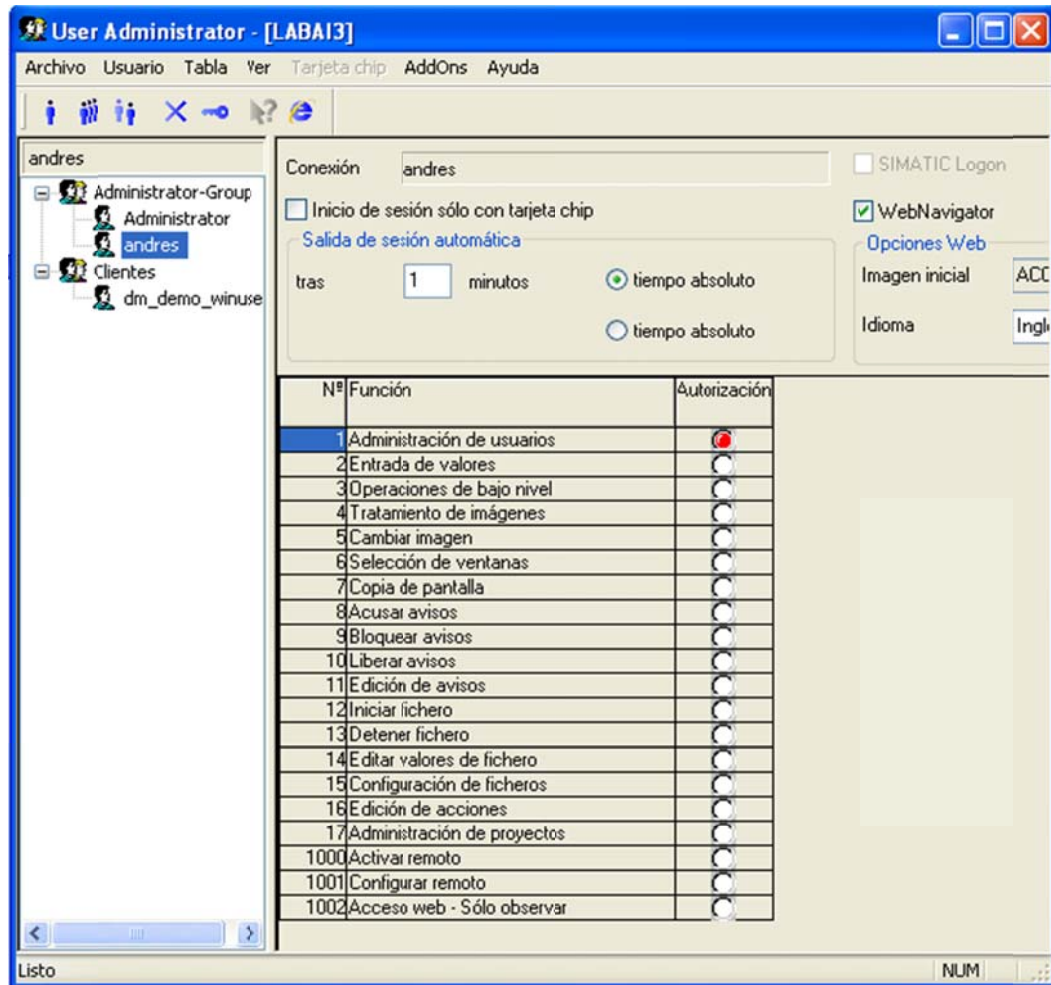 User Administrator - [LABAI3]
Archivo Usuario Tabla Ver Tarjeta chip AddOns Ayuda
andres
Administrator-Group
Administrator
andres
Clientes
dm_demo_winuse
Conexión andres
SIMATIC Logon
Inicio de sesión sólo con tarjeta chip
WebNavigator
Salida de sesión automática
Opciones Web
tras 1 minutos tiempo absoluto
Imagen inicial ACC
tiempo absoluto
Idioma Ingl
Nº Función Autorización
1 Administración de usuarios
2 Entrada de valores
3 Operaciones de bajo nivel
4 Tratamiento de imágenes
5 Cambiar imagen
6 Selección de ventanas
7 Copia de pantalla
8 Acusar avisos
9 Bloquear avisos
10 Liberar avisos
11 Edición de avisos
12 Iniciar fichero
13 Detener fichero
14 Editar valores de fichero
15 Configuración de ficheros
16 Edición de acciones
17 Administración de proyectos
1000 Activar remoto
1001 Configurar remoto
1002 Acceso web - Sólo observar
Listo NUM